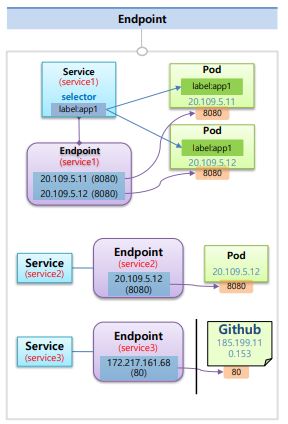 Endpoint
Service
(service1)
selector
label:app1
Pod
label:app1
20.109.5.11
8080
Pod
label:app1
20.109.5.12
8080
Endpoint
(service1)
20.109.5.11 (8080)
20.109.5.12 (8080)
Service
(service2)
Endpoint
(service2)
20.109.5.12
(8080)
Pod
20.109.5.12
8080
Service
(service3)
Endpoint
(service3)
172.217.161.68
(80)
Github
185.199.11
0.153
80